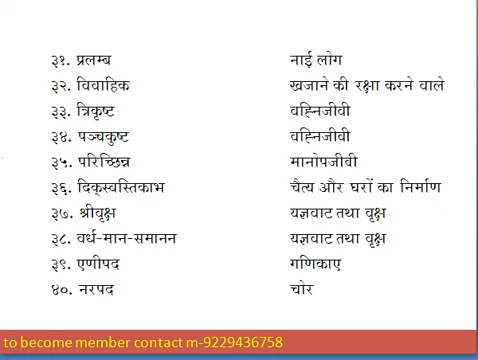 ३१. प्रलम्ब नाई लोग
३२. विवाहिक खजाने की रक्षा करने वाले
३३. त्रिकृष्ट वह्निजीवी
३४. पञ्चकुष्ट वह्निजीवी
३५. परिच्छिन्न मानोपजीवी
३६. दिक्स्वस्तिकाभ चैत्य और घरों का निर्माण
३७. श्रीवृक्ष यज्ञवाट तथा वृक्ष
३८. वर्ध-मान-समानन यज्ञवाट तथा वृक्ष
३९. एणीपद गणिकाए
४०. नरपद चोर
to become member contact m-9229436758